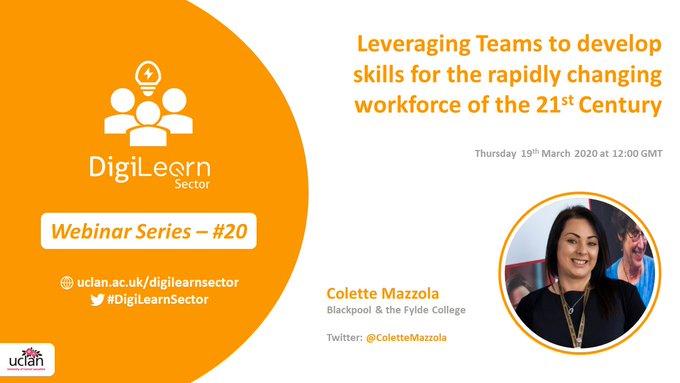 Leveraging Teams to develop
skills for the rapidly changing
workforce of the 21st Century
Thursday 19th March 2020 at 12:00 GMT
DigiLearn
Sector
Webinar Series – #20
uclan.ac.uk/digilearnsector
#DigiLearnSector
Colette Mazzola
Blackpool & the Fylde College
Twitter: @ColetteMazzola
uclan